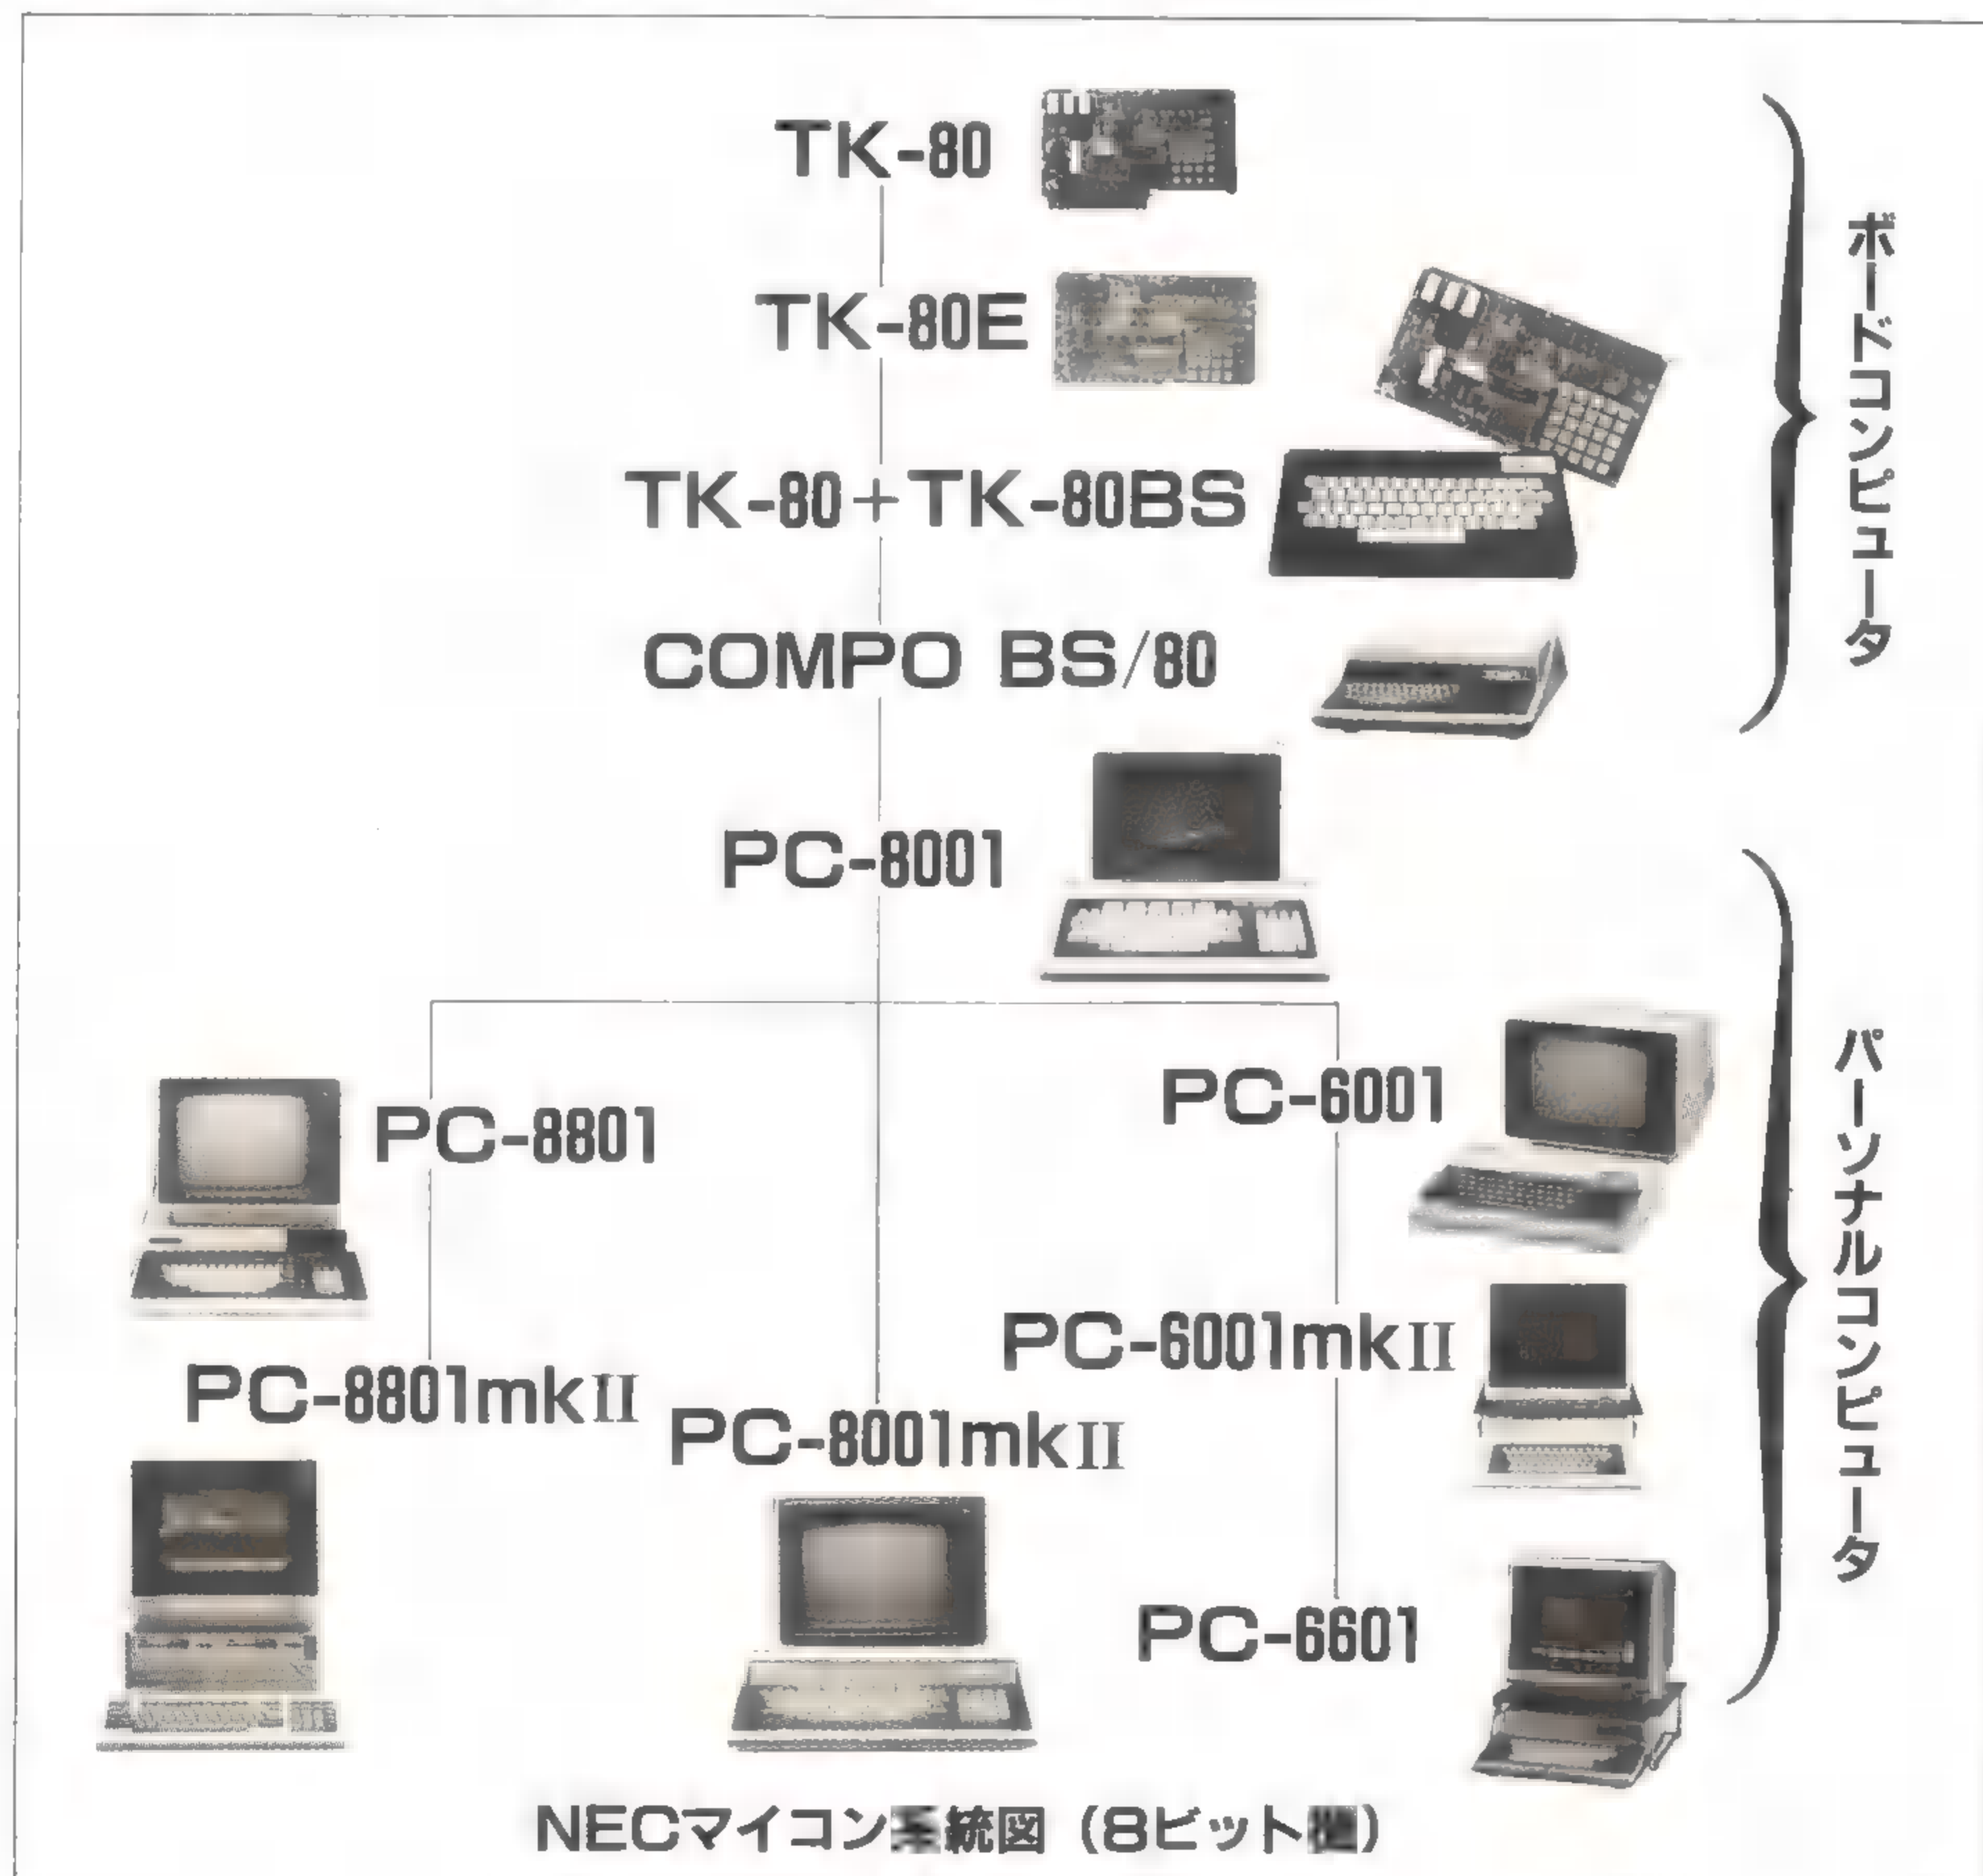 TK-80
TK-80E
TK-80+TK-80BS
COMPO BS/80
ボードコンピュータ
PC-8001
PC-8801
PC-6001
PC-6001mkII
PC-8801mkII
PC-8001mkII
PC-6601
パーソナルコンピュータ
NECマイコン系統図（8ビット機）